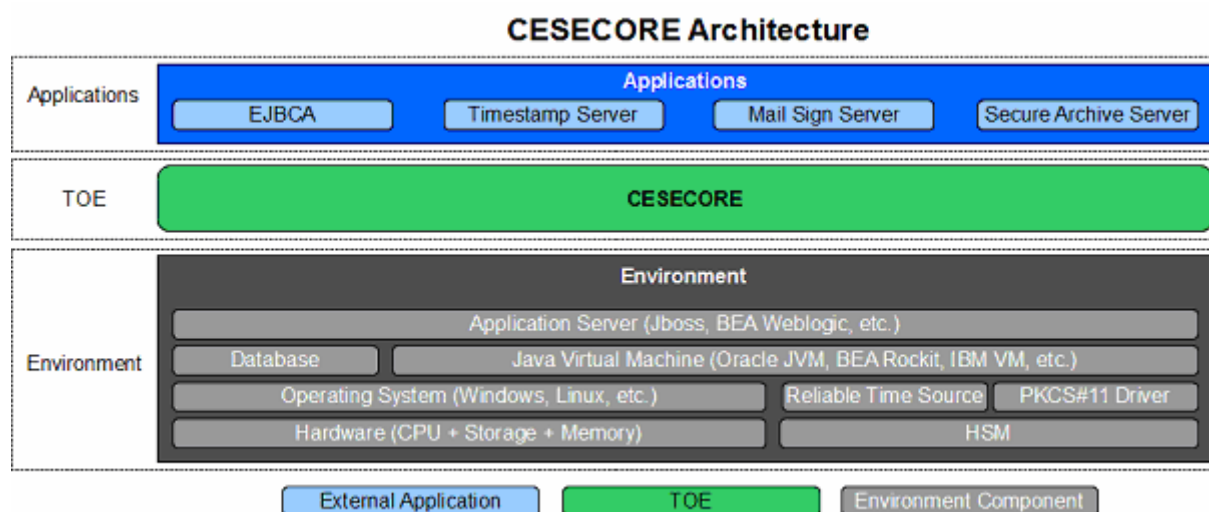 CESECORE Architecture
Applications
Applications
EJBCA
Timestamp Server
Mail Sign Server
Secure Archive Server
TOE
CESECORE
Environment
Environment
Application Server (Jboss, BEA Weblogic, etc.)
Database
Java Virtual Machine (Oracle JVM, BEA Rockit, IBM VM, etc.)
Operating System (Windows, Linux, etc.)
Reliable Time Source
PKCS#11 Driver
Hardware (CPU + Storage + Memory)
HSM
External Application
TOE
Environment Component